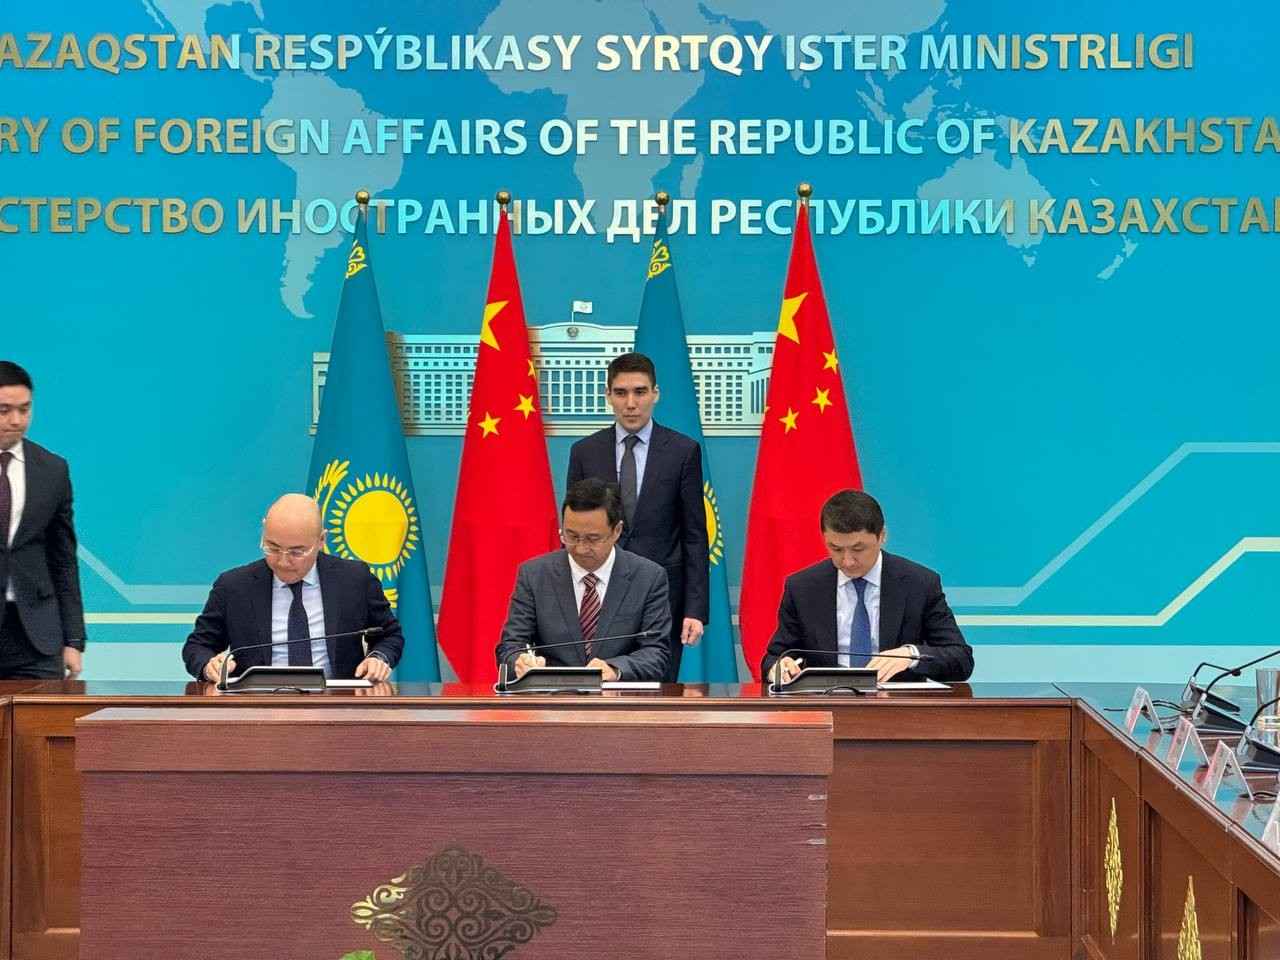 AZAQSTAN RESPÝBLIKASY SYRTQY ISTER MINISTRLIGI
RY OF FOREIGN AFFAIRS OF THE REPUBLIC OF KAZAKHSTA
СТЕРСТВО ИНОСТРАННЫХ ДЕЛ РЕСПУБЛИКИ КАЗАХСТА